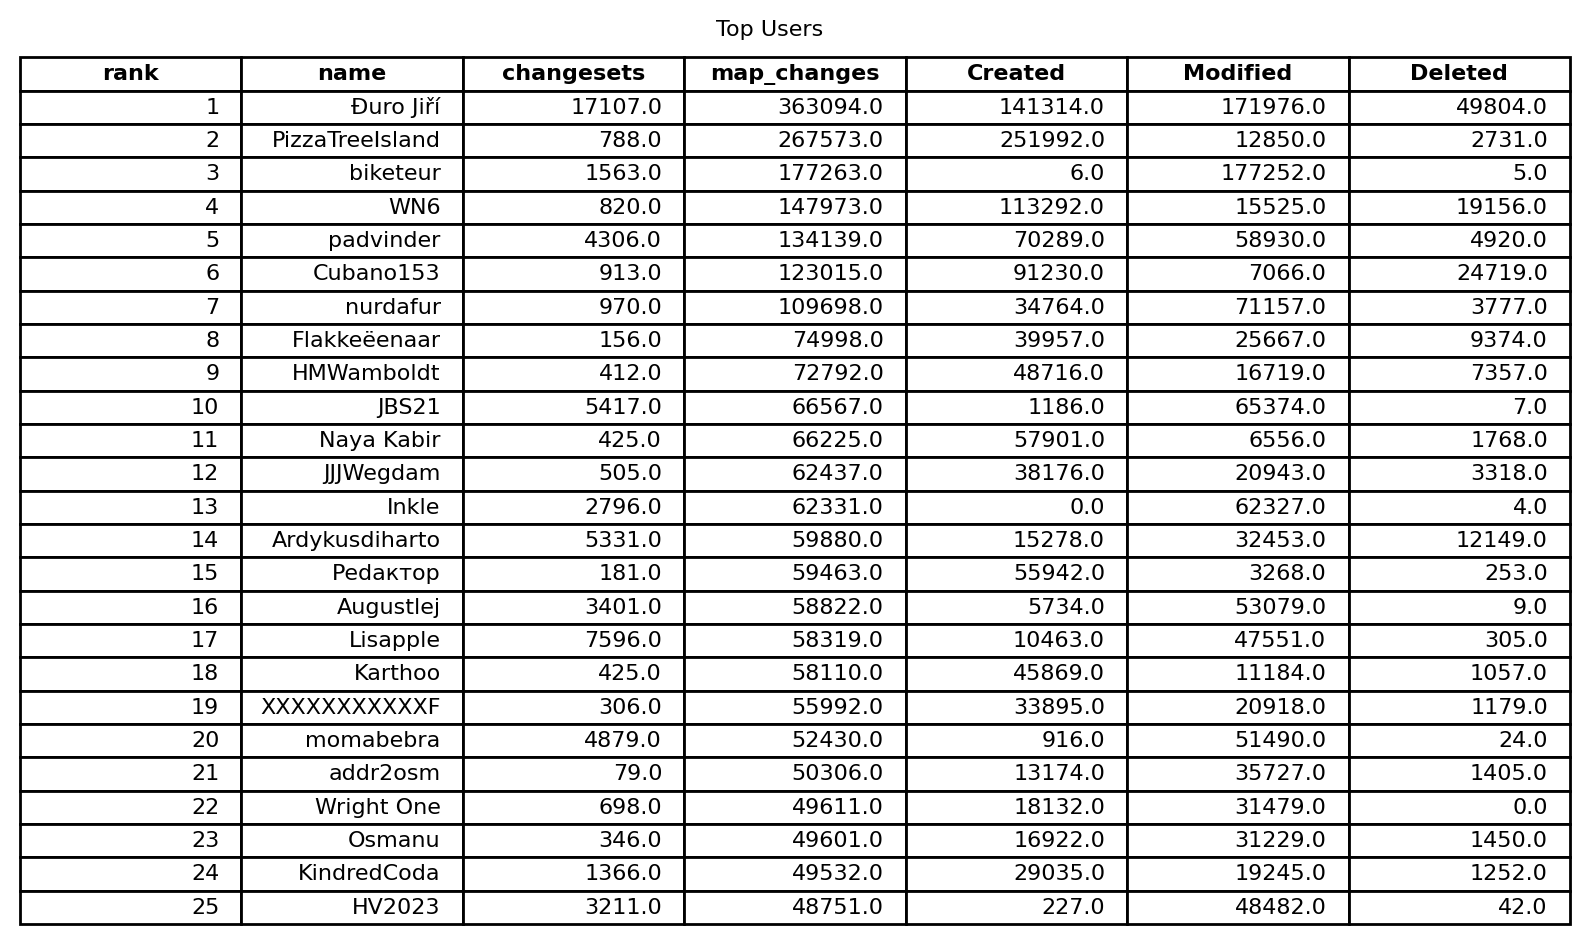 Top Users
rank name changesets map_changes Created Modified Deleted
1 Đuro Jiří 17107.0 363094.0 141314.0 171976.0 49804.0
2 PizzaTreeIsland 788.0 267573.0 251992.0 12850.0 2731.0
3 biketeur 1563.0 177263.0 6.0 177252.0 5.0
4 WN6 820.0 147973.0 113292.0 15525.0 19156.0
5 padvinder 4306.0 134139.0 70289.0 58930.0 4920.0
6 Cubano153 913.0 123015.0 91230.0 7066.0 24719.0
7 nurdafur 970.0 109698.0 34764.0 71157.0 3777.0
8 Flakkeëenaar 156.0 74998.0 39957.0 25667.0 9374.0
9 HMWamboldt 412.0 72792.0 48716.0 16719.0 7357.0
10 JBS21 5417.0 66567.0 1186.0 65374.0 7.0
11 Naya Kabir 425.0 66225.0 57901.0 6556.0 1768.0
12 JJJWegdam 505.0 62437.0 38176.0 20943.0 3318.0
13 Inkle 2796.0 62331.0 0.0 62327.0 4.0
14 Ardykusdiharto 5331.0 59880.0 15278.0 32453.0 12149.0
15 Pedaктор 181.0 59463.0 55942.0 3268.0 253.0
16 Augustlej 3401.0 58822.0 5734.0 53079.0 9.0
17 Lisapple 7596.0 58319.0 10463.0 47551.0 305.0
18 Karthoo 425.0 58110.0 45869.0 11184.0 1057.0
19 XXXXXXXXXXXF 306.0 55992.0 33895.0 20918.0 1179.0
20 momabebra 4879.0 52430.0 916.0 51490.0 24.0
21 addr2osm 79.0 50306.0 13174.0 35727.0 1405.0
22 Wright One 698.0 49611.0 18132.0 31479.0 0.0
23 Osmanu 346.0 49601.0 16922.0 31229.0 1450.0
24 KindredCoda 1366.0 49532.0 29035.0 19245.0 1252.0
25 HV2023 3211.0 48751.0 227.0 48482.0 42.0